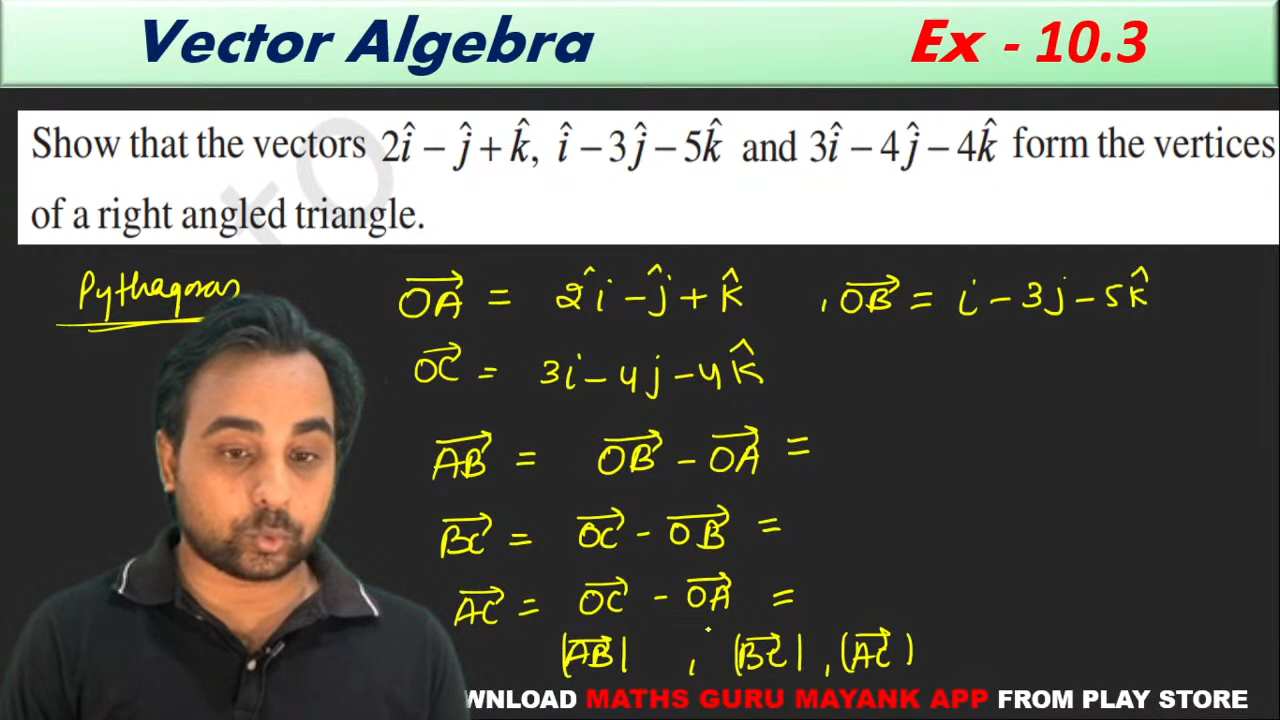 Vector Algebra Ex - 10.3
Show that the vectors 2î − ĵ + k̂, î − 3ĵ − 5k̂ and 3î − 4ĵ − 4k̂ form the vertices
of a right angled triangle.
Pythagoras
OA⃗ = 2î − ĵ + k̂ , OB⃗ = i − 3j − 5k̂
OC⃗ = 3i − 4j − 4k̂
AB⃗ = OB⃗ − OA⃗ =
BC⃗ = OC⃗ − OB⃗ =
AC⃗ = OC⃗ − OA⃗ =
|AB⃗| , |BC⃗| , |AC⃗|
WNLOAD MATHS GURU MAYANK APP FROM PLAY STORE